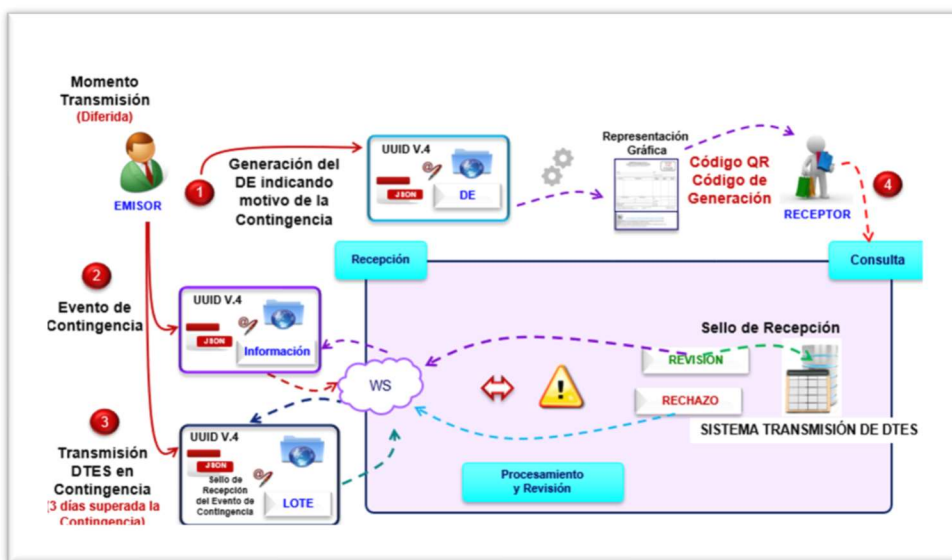 Momento
Transmisión
(Diferida)
EMISOR
1
Generación del
DE indicando
motivo de la
Contingencia
UUID V.4
JSON
DE
Representación
Gráfica
Código QR
Código de
Generación
RECEPTOR
4
Recepción
Consulta
2
Evento de
Contingencia
UUID V.4
JSON
Información
WS
Sello de Recepción
REVISIÓN
RECHAZO
SISTEMA TRANSMISIÓN DE DTES
3
Transmisión
DTES en
Contingencia
(3 días superada la
Contingencia)
UUID V.4
JSON
Sello de
Recepción
del Evento de
Contingencia
LOTE
Procesamiento
y Revisión